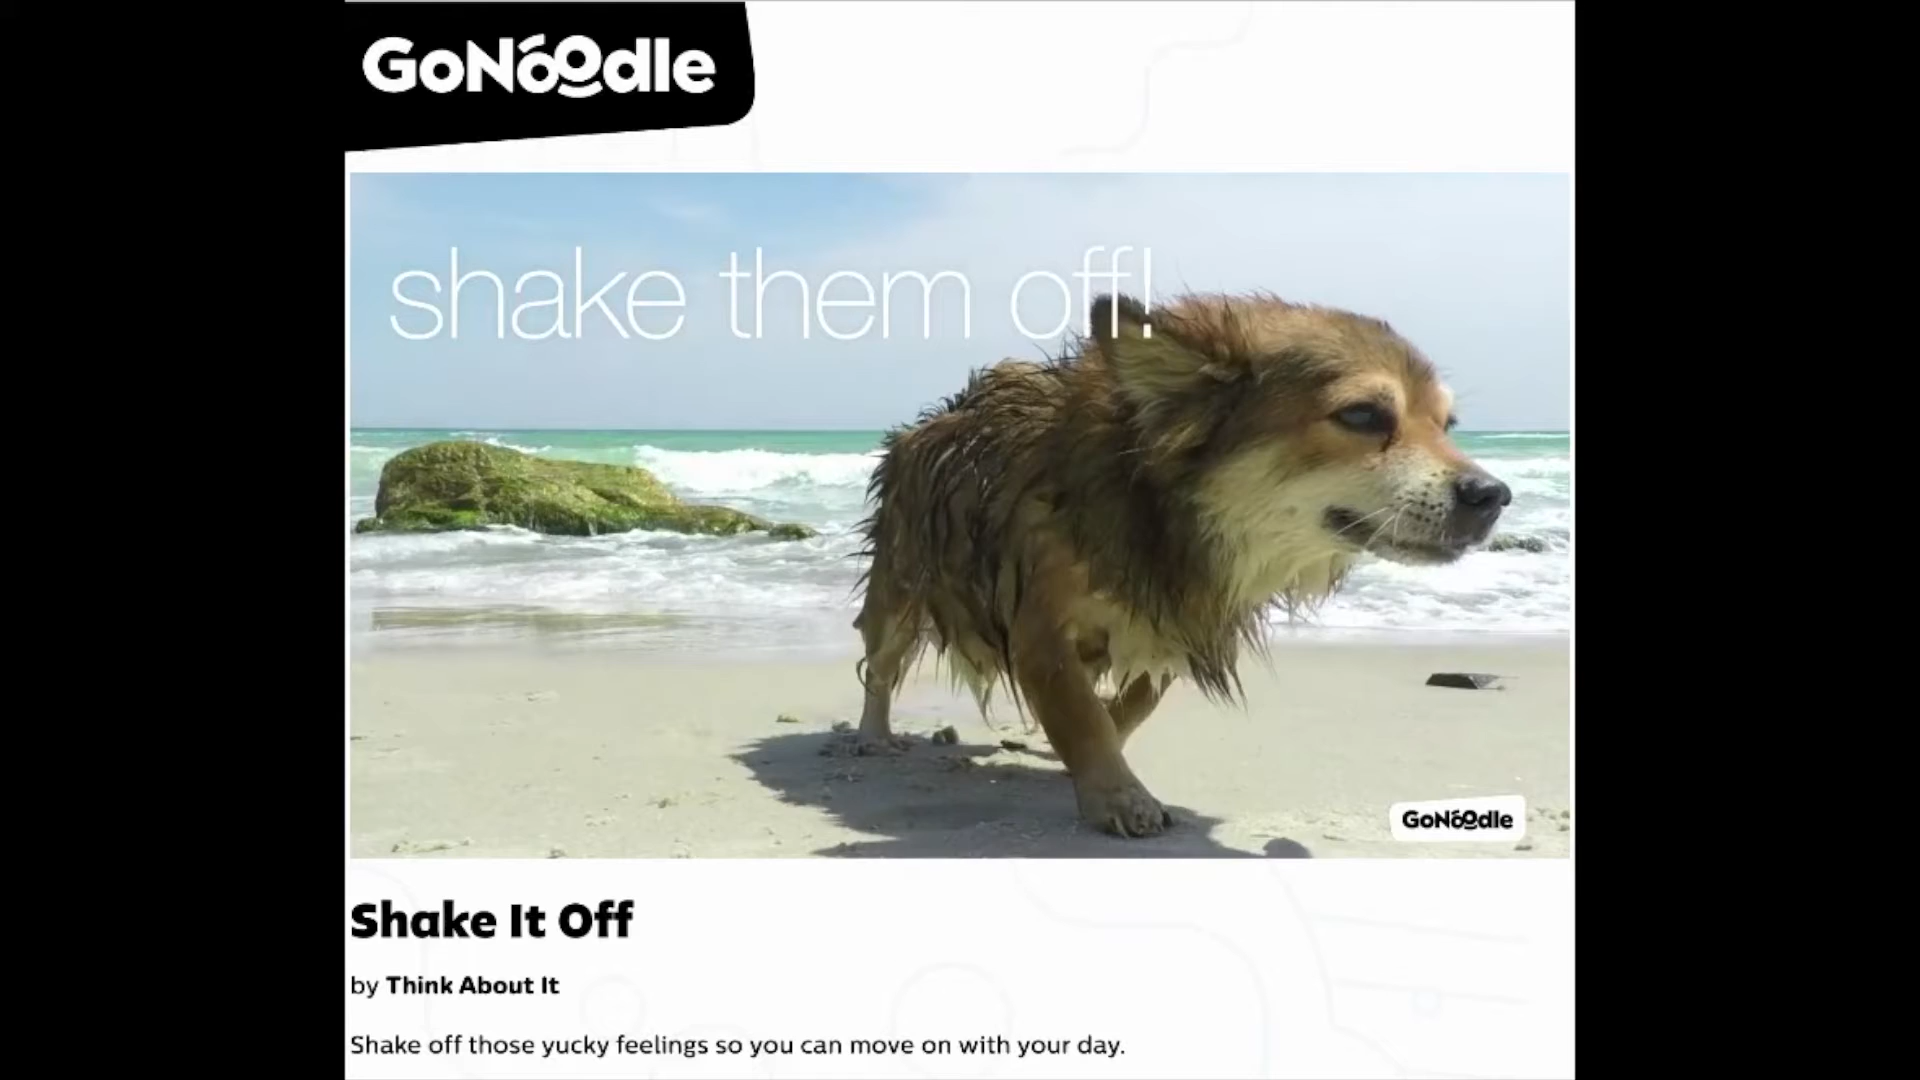 GoNoodle
shake them off!
GoNoodle
Shake It Off
by Think About It
Shake off those yucky feelings so you can move on with your day.